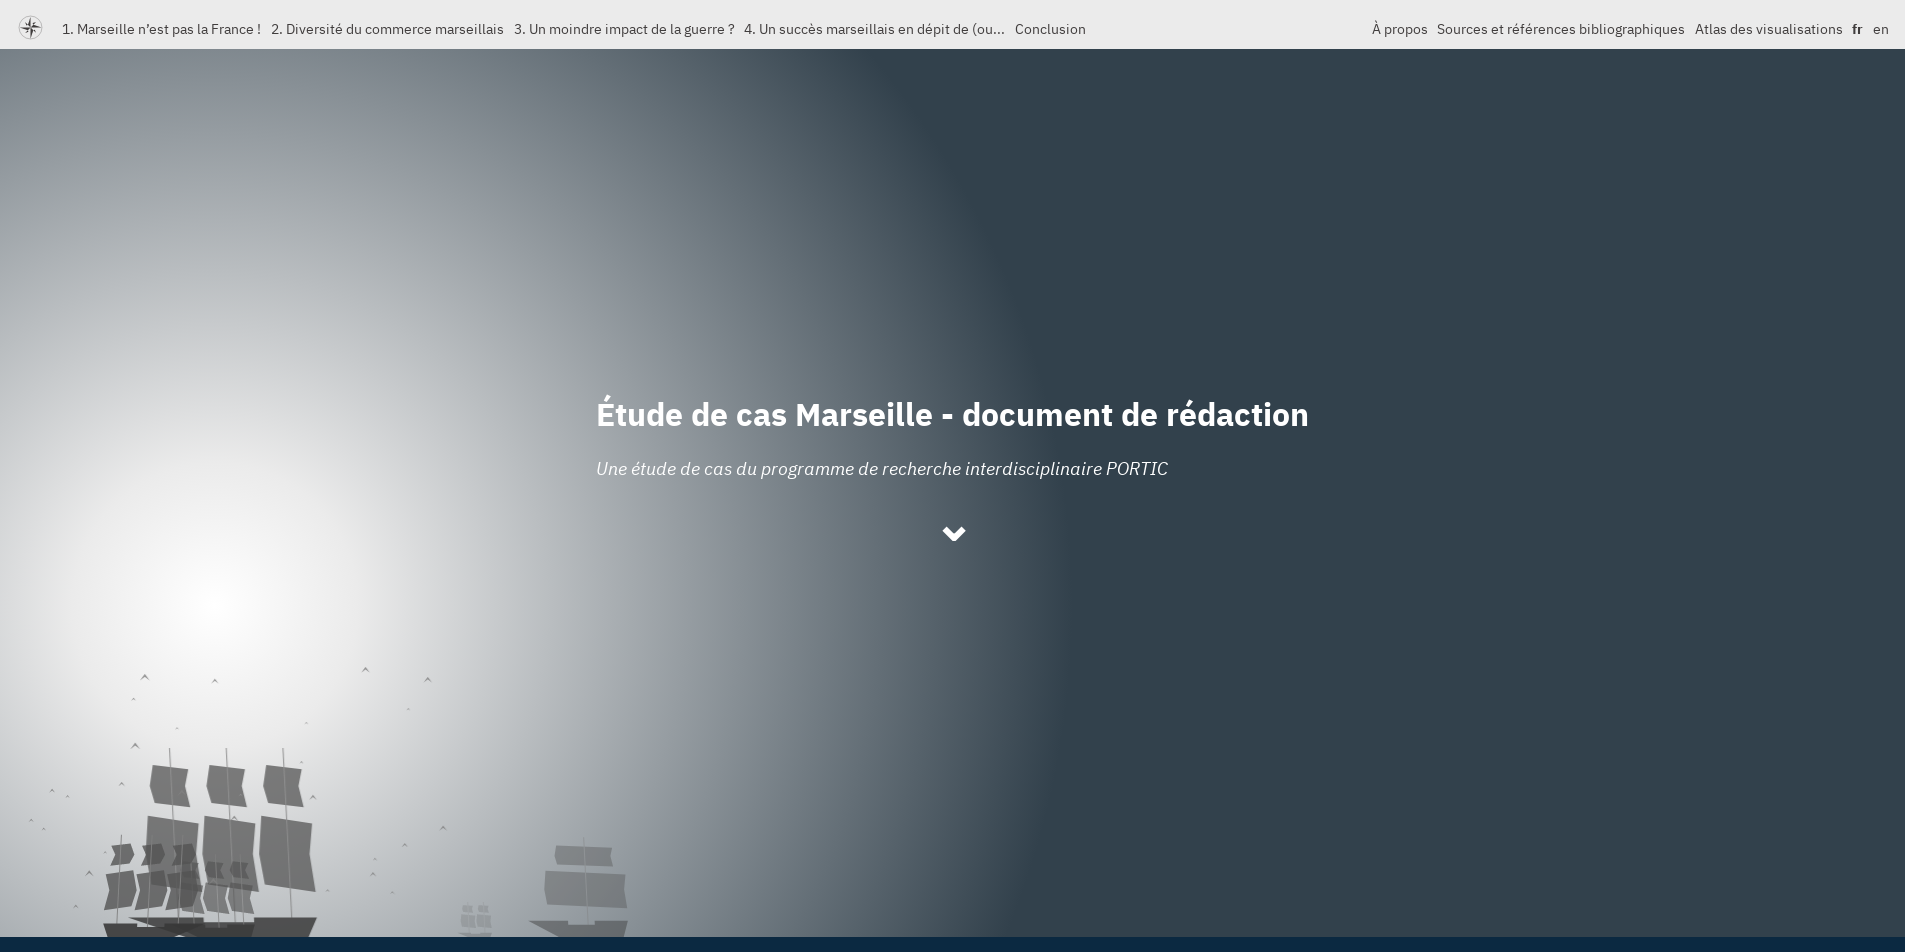 1. Marseille n’est pas la France ! 2. Diversité du commerce marseillais 3. Un moindre impact de la guerre ? 4. Un succès marseillais en dépit de (ou... Conclusion À propos Sources et références bibliographiques Atlas des visualisations fr en
Étude de cas Marseille - document de rédaction
Une étude de cas du programme de recherche interdisciplinaire PORTIC